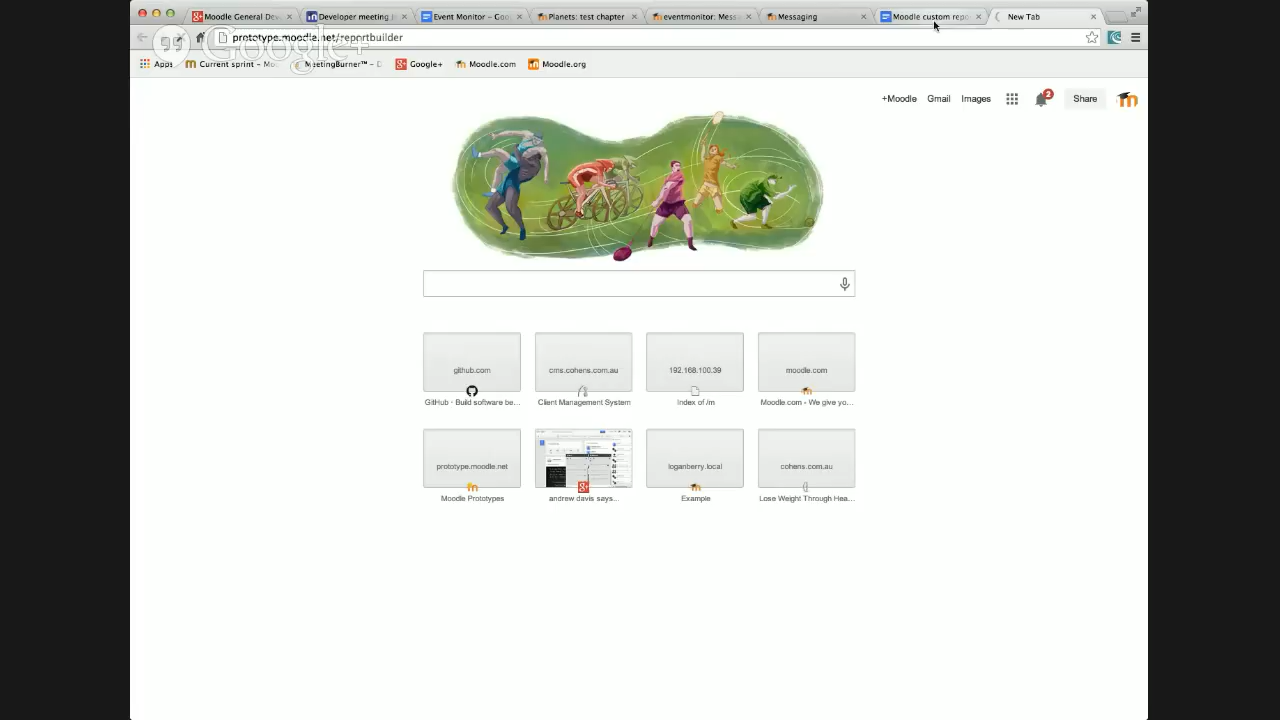 Moodle General De
Developer meeting
Event Monitor – Goo
Planets: test chapter
eventmonitor: Mess
Messaging
Moodle custom repo
New Tab
prototype.moodle.net/reportbuilder
Google+
Apps
Current sprint – Mo
MeetingBurner™ – D
Google+
Moodle.com
Moodle.org
+Moodle
Gmail
Images
2
Share
github.com
cms.cohens.com.au
192.168.100.39
moodle.com
GitHub · Build software be...
Client Management System
Index of /m
Moodle.com - We give yo...
prototype.moodle.net
loganberry.local
cohens.com.au
Moodle Prototypes
andrew davis says...
Example
Lose Weight Through Hea...